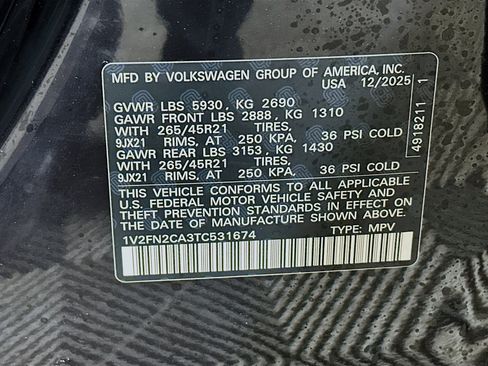 MFD BY VOLKSWAGEN GROUP OF AMERICA, INC.
USA 12/2025
GVWR LBS 5930, KG 2690
GAWR FRONT LBS 2888, KG 1310
WITH 265/45R21 TIRES,
9JX21 RIMS, AT 250 KPA, 36 PSI COLD
GAWR REAR LBS 3153, KG 1430
WITH 265/45R21 TIRES,
9JX21 RIMS, AT 250 KPA, 36 PSI COLD
THIS VEHICLE CONFORMS TO ALL APPLICABLE
U.S. FEDERAL MOTOR VEHICLE SAFETY AND
THEFT PREVENTION STANDARDS IN EFFECT ON
THE DATE OF MANUFACTURE SHOWN ABOVE.
1V2FN2CA3TC531674 TYPE: MPV
4918211 1